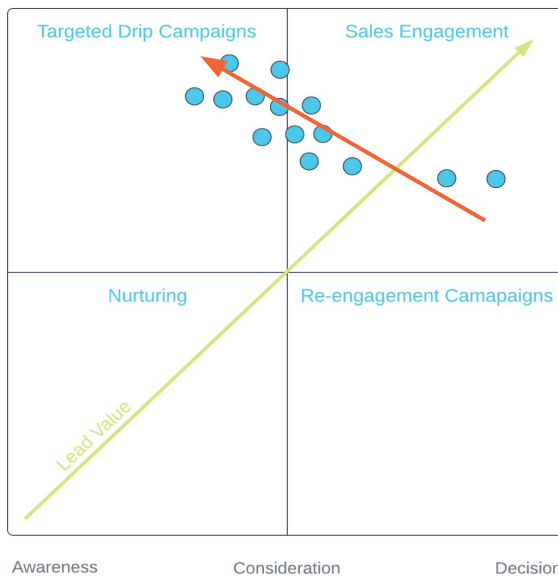 Targeted Drip Campaigns
Sales Engagement
Nurturing
Re-engagement Camapaigns
Lead Value
Awareness
Consideration
Decision